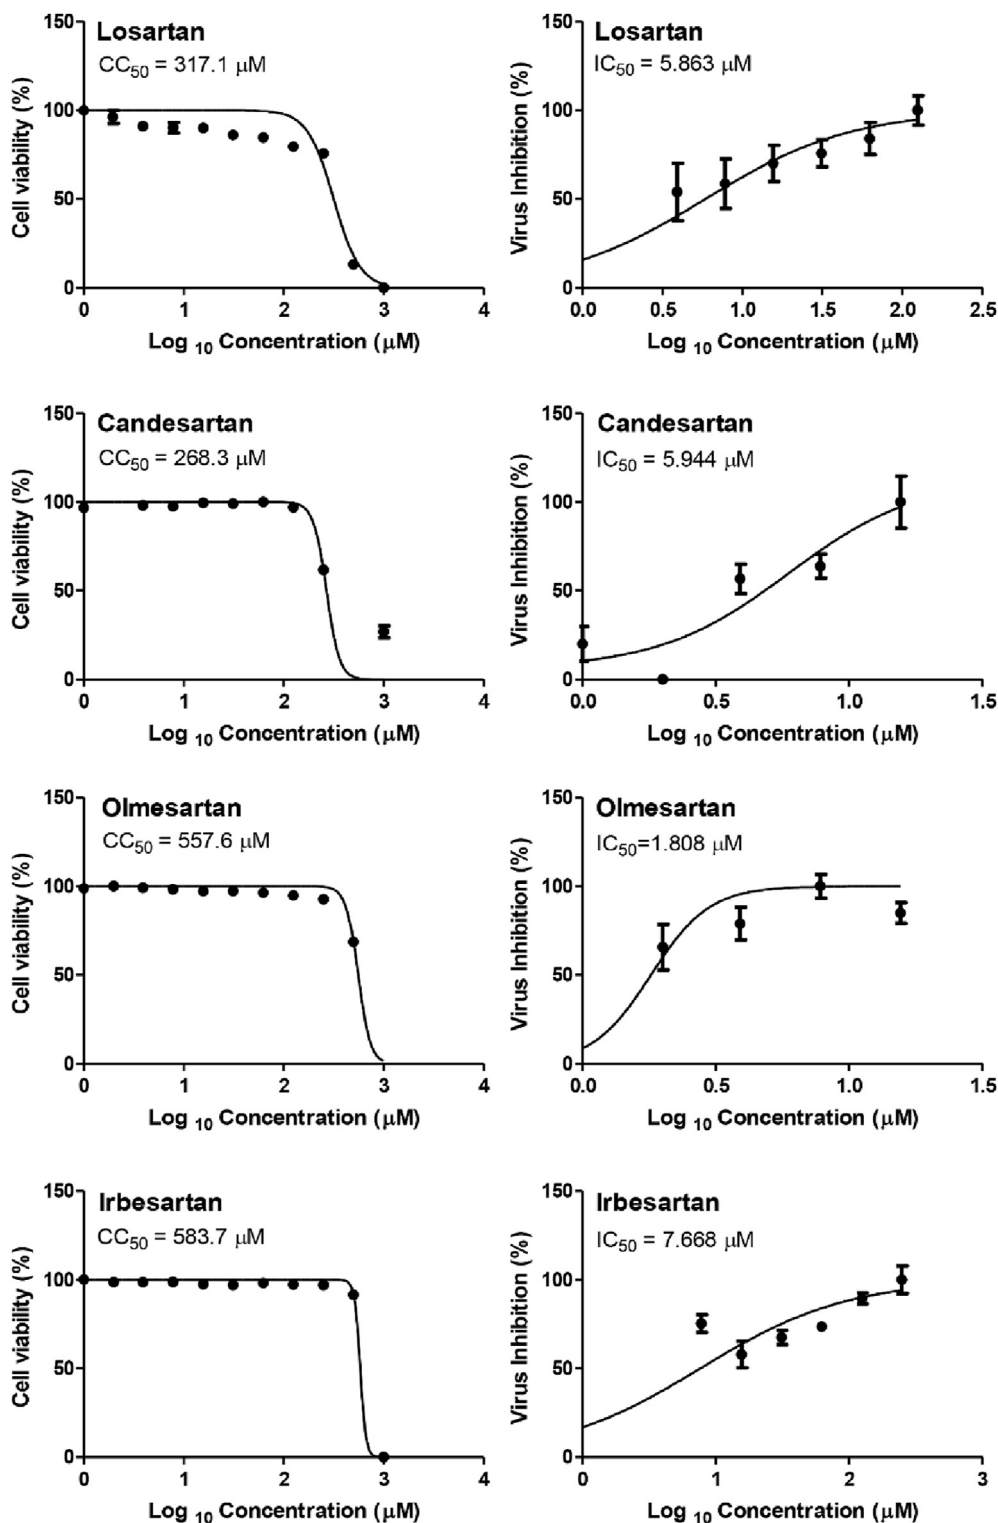 Losartan
CC50 = 317.1 µM
Cell viability (%)
150
100
50
0
0 1 2 3 4
Log 10 Concentration (µM)
Losartan
IC50 = 5.863 µM
Virus Inhibition (%)
150
100
50
0
0.0 0.5 1.0 1.5 2.0 2.5
Log 10 Concentration (µM)
Candesartan
CC50 = 268.3 µM
Cell viability (%)
150
100
50
0
0 1 2 3 4
Log 10 Concentration (µM)
Candesartan
IC50 = 5.944 µM
Virus Inhibition (%)
150
100
50
0
0.0 0.5 1.0 1.5
Log 10 Concentration (µM)
Olmesartan
CC50 = 557.6 µM
Cell viability (%)
150
100
50
0
0 1 2 3 4
Log 10 Concentration (µM)
Olmesartan
IC50=1.808 µM
Virus Inhibition (%)
150
100
50
0
0.0 0.5 1.0 1.5
Log 10 Concentration (µM)
Irbesartan
CC50 = 583.7 µM
Cell viability (%)
150
100
50
0
0 1 2 3 4
Log 10 Concentration (µM)
Irbesartan
IC50 = 7.668 µM
Virus Inhibition (%)
150
100
50
0
0 1 2 3
Log 10 Concentration (µM)